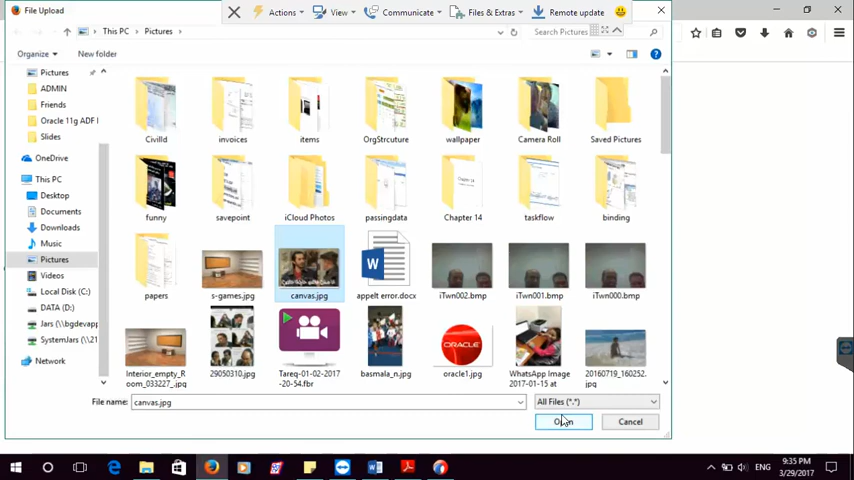 File Upload
Actions
View
Communicate
Files & Extras
Remote update
This PC
Pictures
Search Pictures
Organize
New folder
Pictures
ADMIN
Friends
Oracle 11g ADF I
Slides
OneDrive
This PC
Desktop
Documents
Downloads
Music
Pictures
Videos
Local Disk (C:)
DATA (D:)
Jars (\\bgdevapp
SystemJars (\\21
Network
CivilId
invoices
items
OrgStrcuture
wallpaper
Camera Roll
Saved Pictures
funny
savepoint
iCloud Photos
passingdata
Chapter 14
taskflow
binding
papers
s-games.jpg
canvas.jpg
appelt error.docx
iTwn002.bmp
iTwn001.bmp
iTwn000.bmp
Interior_empty_R
oom_033227_.jpg
29050310.jpg
Tareq-01-02-2017
-20-54.fbr
basmala_n.jpg
ORACLE
oracle1.jpg
WhatsApp Image
2017-01-15 at
20160719_160252.
jpg
File name:
canvas.jpg
All Files (*.*)
Open
Cancel
ENG
9:35 PM
3/29/2017